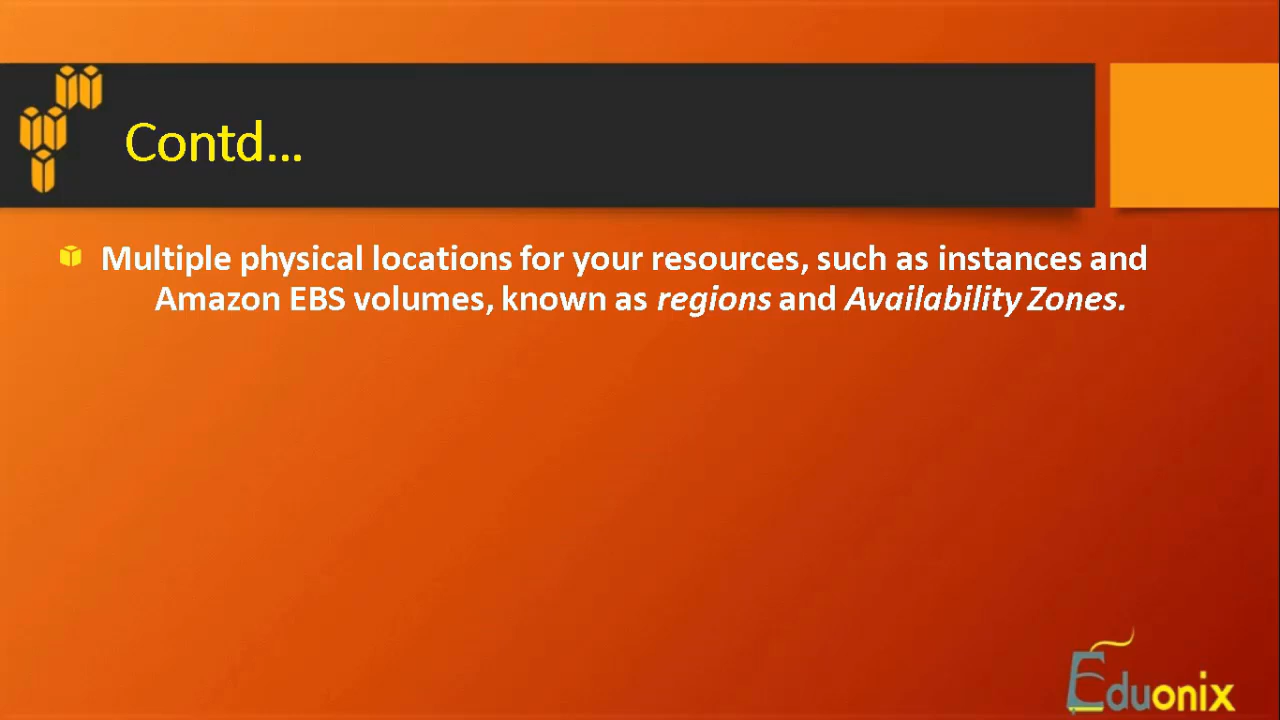 Contd...
Multiple physical locations for your resources, such as instances and
Amazon EBS volumes, known as regions and Availability Zones.
Eduonix